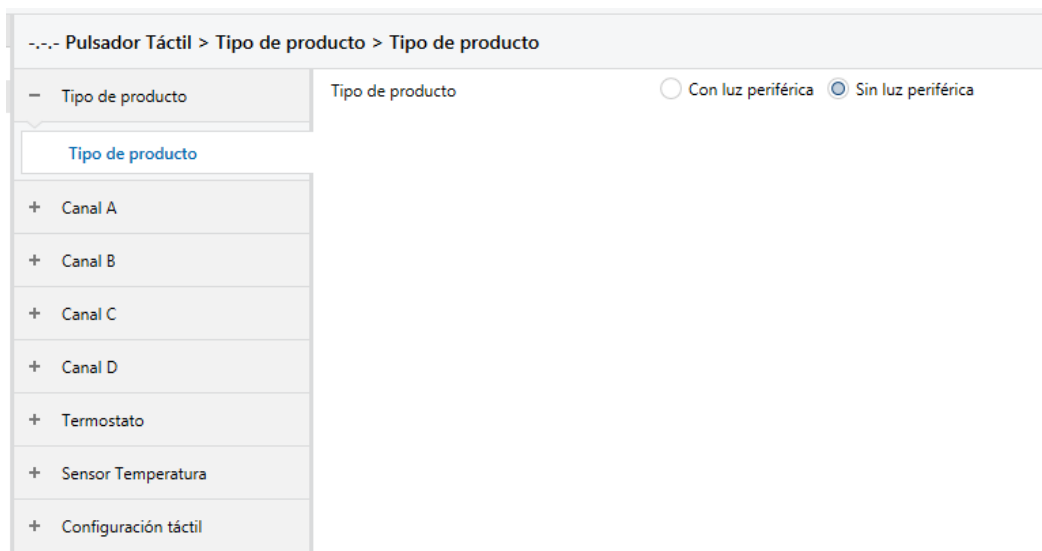 -.-.- Pulsador Táctil > Tipo de producto > Tipo de producto
− Tipo de producto
Tipo de producto Con luz periférica Sin luz periférica
Tipo de producto
+ Canal A
+ Canal B
+ Canal C
+ Canal D
+ Termostato
+ Sensor Temperatura
+ Configuración táctil